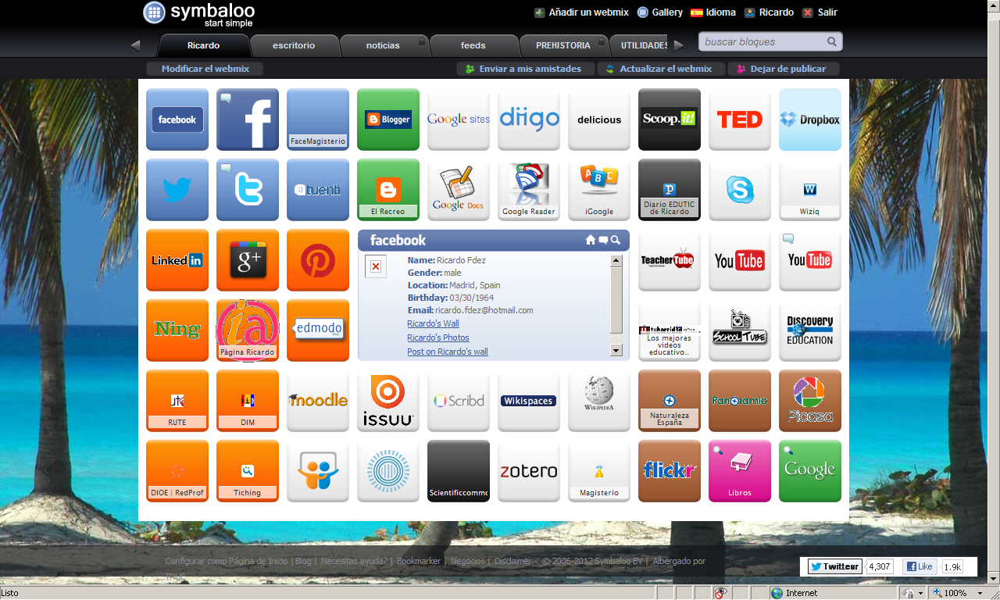 symbaloo
start simple
Añadir un webmix
Gallery
Idioma
Ricardo
Salir
Ricardo
escritorio
noticias
feeds
PREHISTORIA
UTILIDADES
buscar bloques
Modificar el webmix
Enviar a mis amistades
Actualizar el webmix
Dejar de publicar
facebook
f
FaceMagisterio
Blogger
Google sites
diigo
delicious
Scoop.it!
TED
Dropbox
t
tuenti
El Recreo
Google Docs
Google Reader
ABC
iGoogle
p
Diario EDUTIC
de Ricardo
S
W
Wiziq
Linked in
g+
facebook
Name: Ricardo Fdez
Gender: male
Location: Madrid, Spain
Birthday: 03/30/1964
Email: ricardo.fdez@hotmail.com
Ricardo's Wall
Ricardo's Photos
Post on Ricardo's wall
TeacherTube
YouTube
YouTube
Ning
ia
Página Ricardo
edmodo
Los mejores
videos
educativo..
SCHOOLTUBE
Discovery
EDUCATION
RUTE
DIM
moodle
issuu
Scribd
Wikispaces
WIKIPEDIA
Naturaleza
España
Panoramio
Picasa
DIOE | RedProf
Tiching
Scientificcommo
zotero
Magisterio
flickr
Libros
Google
Configurar como Página de Inicio | Blog | Necesitas ayuda? | Bookmarker | Negocios | Disclaimer - © 2006-2012 Symbaloo BV | Albergado por
TRUE
Twittear
4,307
Like
1.9k
Listo
Internet
100%